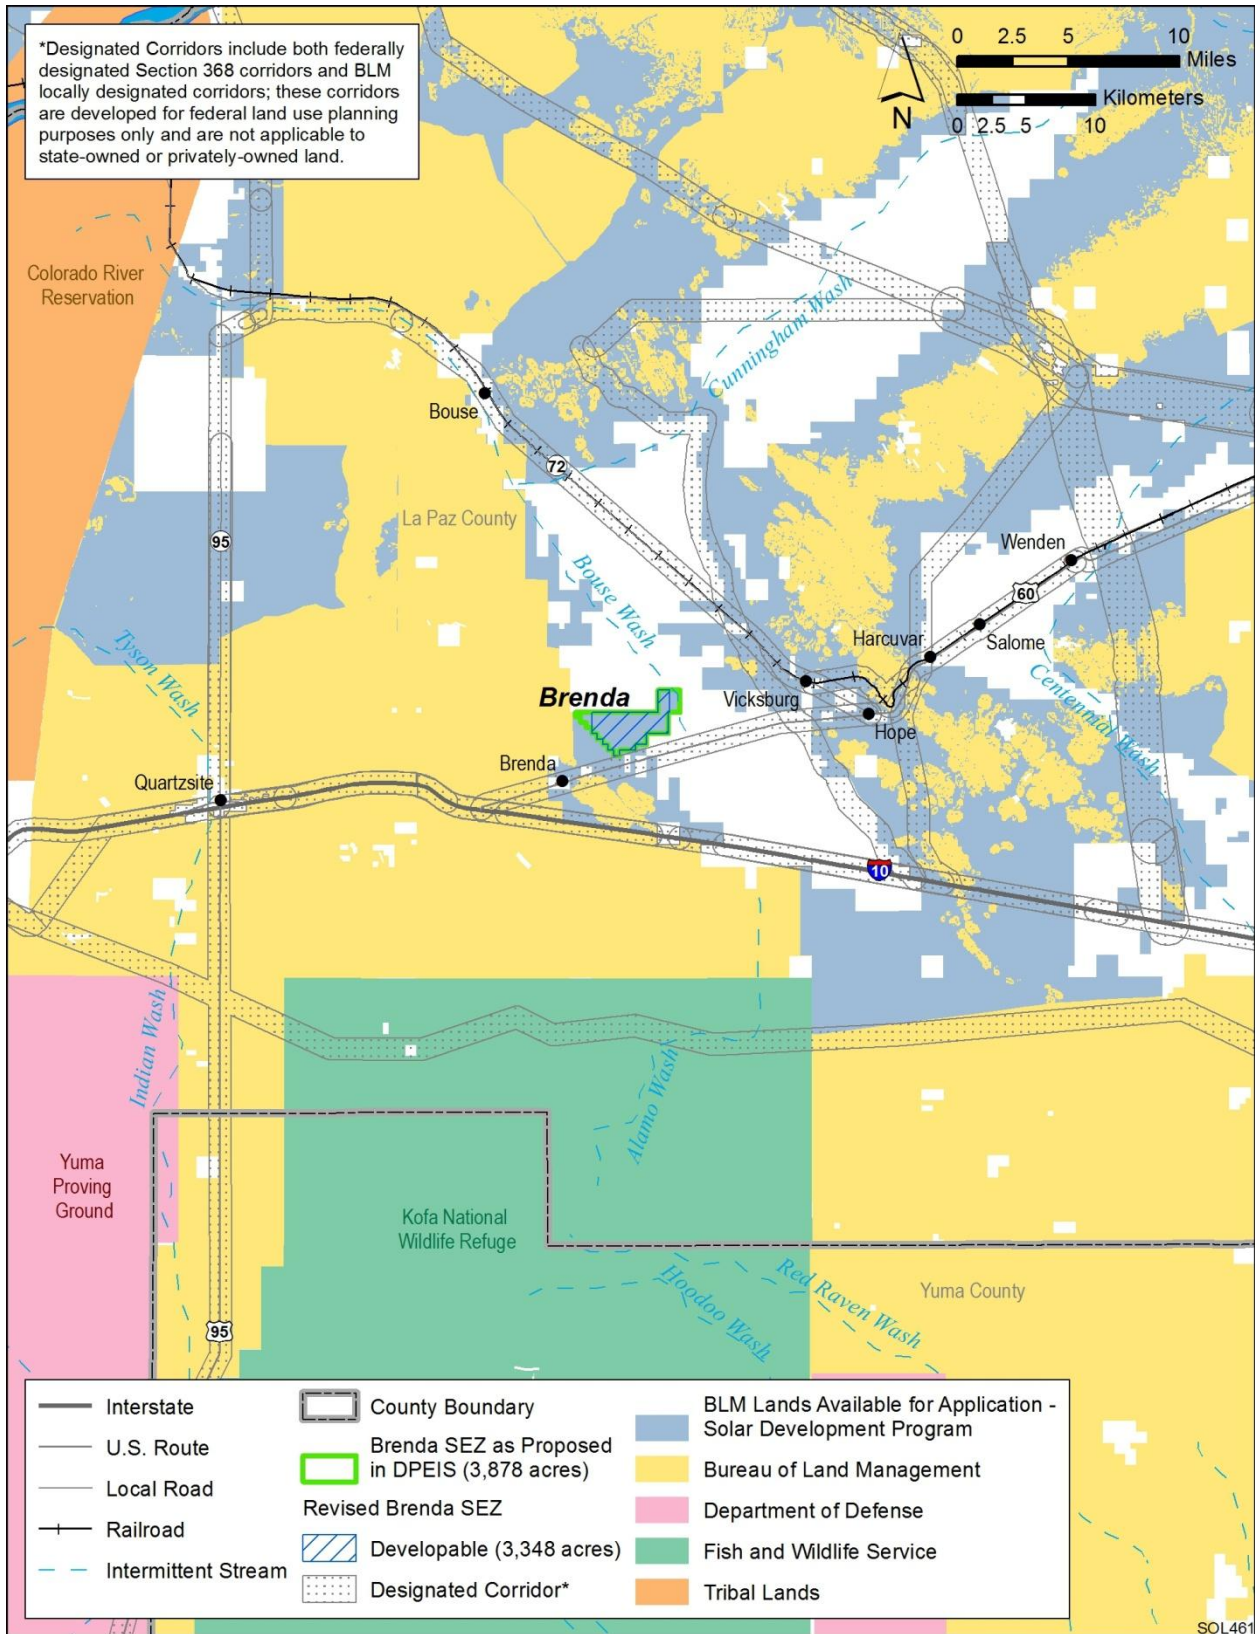 *Designated Corridors include both federally
designated Section 368 corridors and BLM
locally designated corridors; these corridors
are developed for federal land use planning
purposes only and are not applicable to
state-owned or privately-owned land.
0 2.5 5 10
Miles
Kilometers
0 2.5 5 10
N
Colorado River
Reservation
Cunningham Wash
Bouse
72
La Paz County
95
Bouse Wash
Wenden
60
Tyson Wash
Harcuvar
Salome
Brenda
Vicksburg
Hope
Centennial Wash
Brenda
Quartzsite
10
Indian Wash
Alamo Wash
Yuma
Proving
Ground
Kofa National
Wildlife Refuge
Hoodoo Wash
Red Raven Wash
Yuma County
95
Interstate
U.S. Route
Local Road
Railroad
Intermittent Stream
County Boundary
Brenda SEZ as Proposed
in DPEIS (3,878 acres)
Revised Brenda SEZ
Developable (3,348 acres)
Designated Corridor*
BLM Lands Available for Application -
Solar Development Program
Bureau of Land Management
Department of Defense
Fish and Wildlife Service
Tribal Lands
SOL461